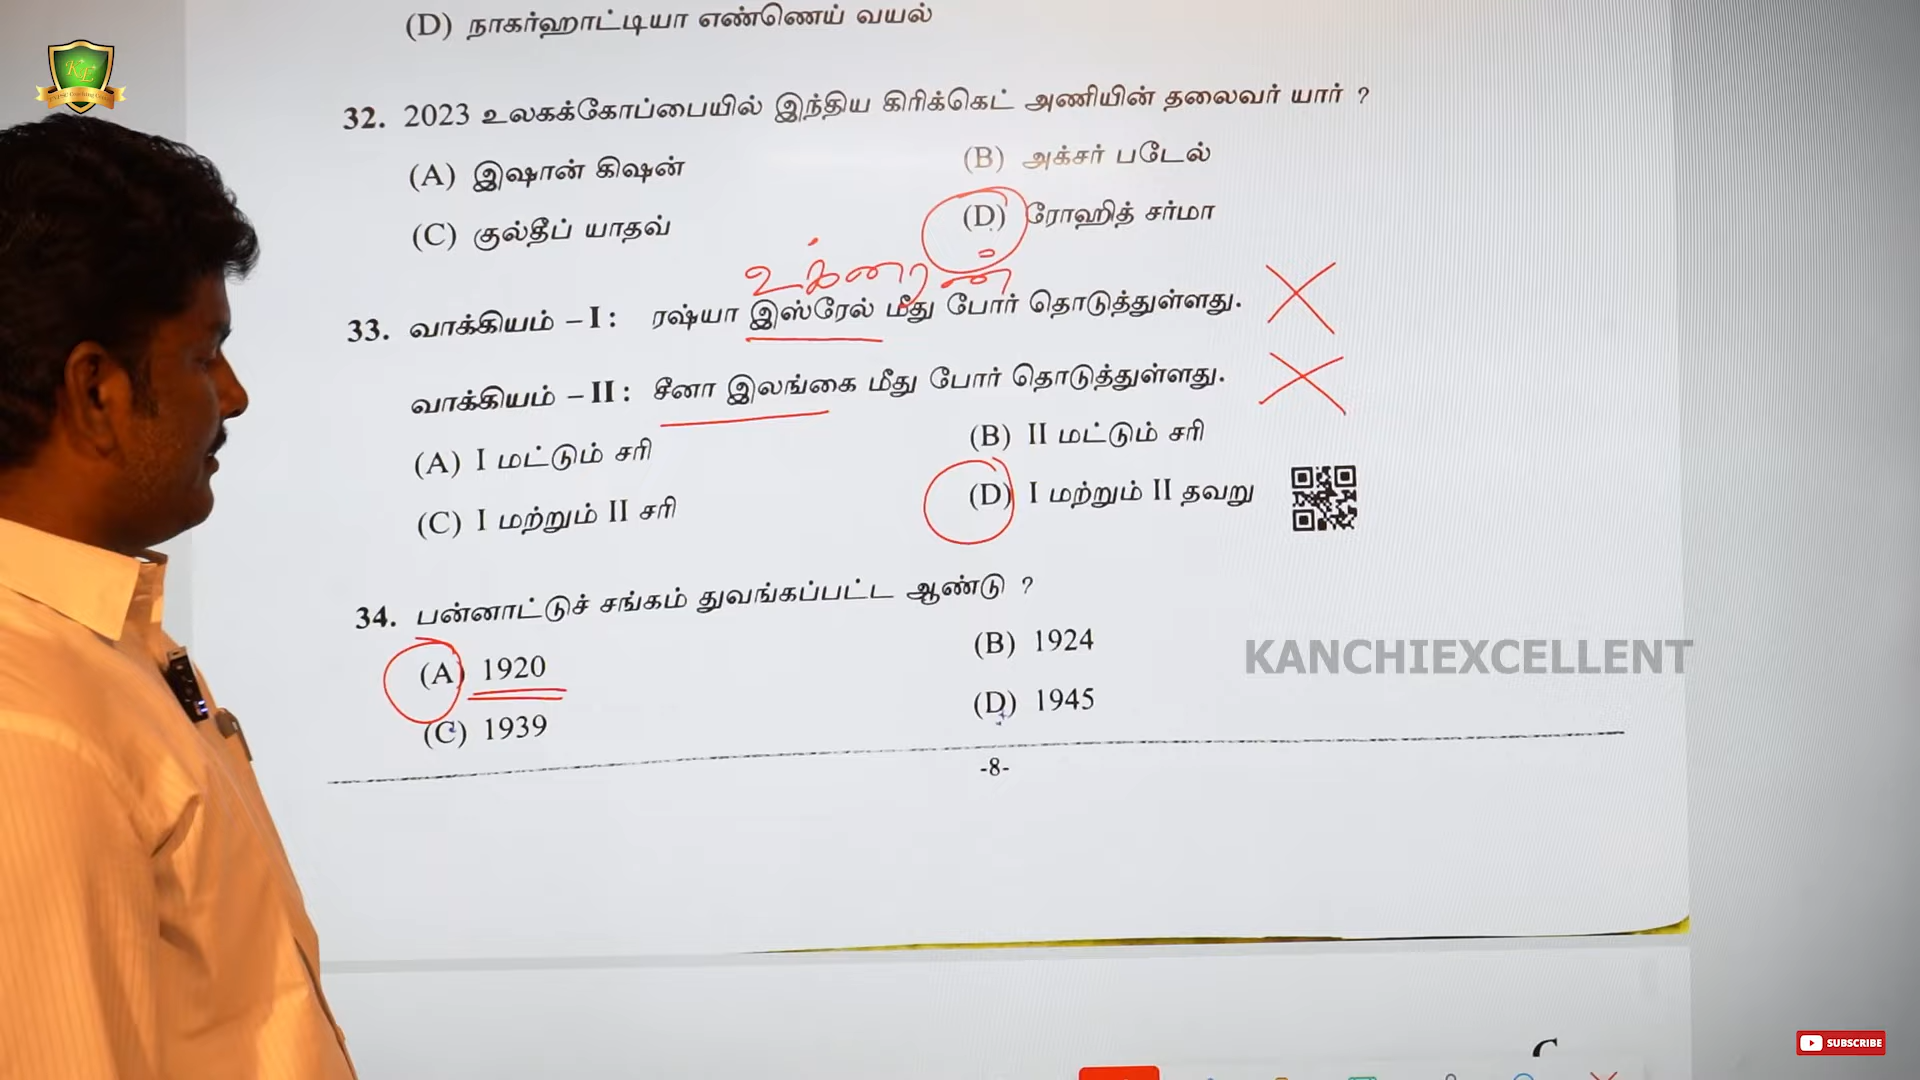 (D) நாகர்ஹாட்டியா எண்ணெய் வயல்
KE
32. 2023 உலகக்கோப்பையில் இந்திய கிரிக்கெட் அணியின் தலைவர் யார் ?
(A) இஷான் கிஷன்
(B) அக்சர் படேல்
(C) குல்தீப் யாதவ்
(D) ரோஹித் சர்மா
33. வாக்கியம் – I : ரஷ்யா இஸ்ரேல் மீது போர் தொடுத்துள்ளது.
வாக்கியம் – II : சீனா இலங்கை மீது போர் தொடுத்துள்ளது.
(A) I மட்டும் சரி
(B) II மட்டும் சரி
(C) I மற்றும் II சரி
(D) I மற்றும் II தவறு
34. பன்னாட்டுச் சங்கம் துவங்கப்பட்ட ஆண்டு ?
(A) 1920
(B) 1924
(C) 1939
(D) 1945
KANCHIEXCELLENT
-8-
C
SUBSCRIBE